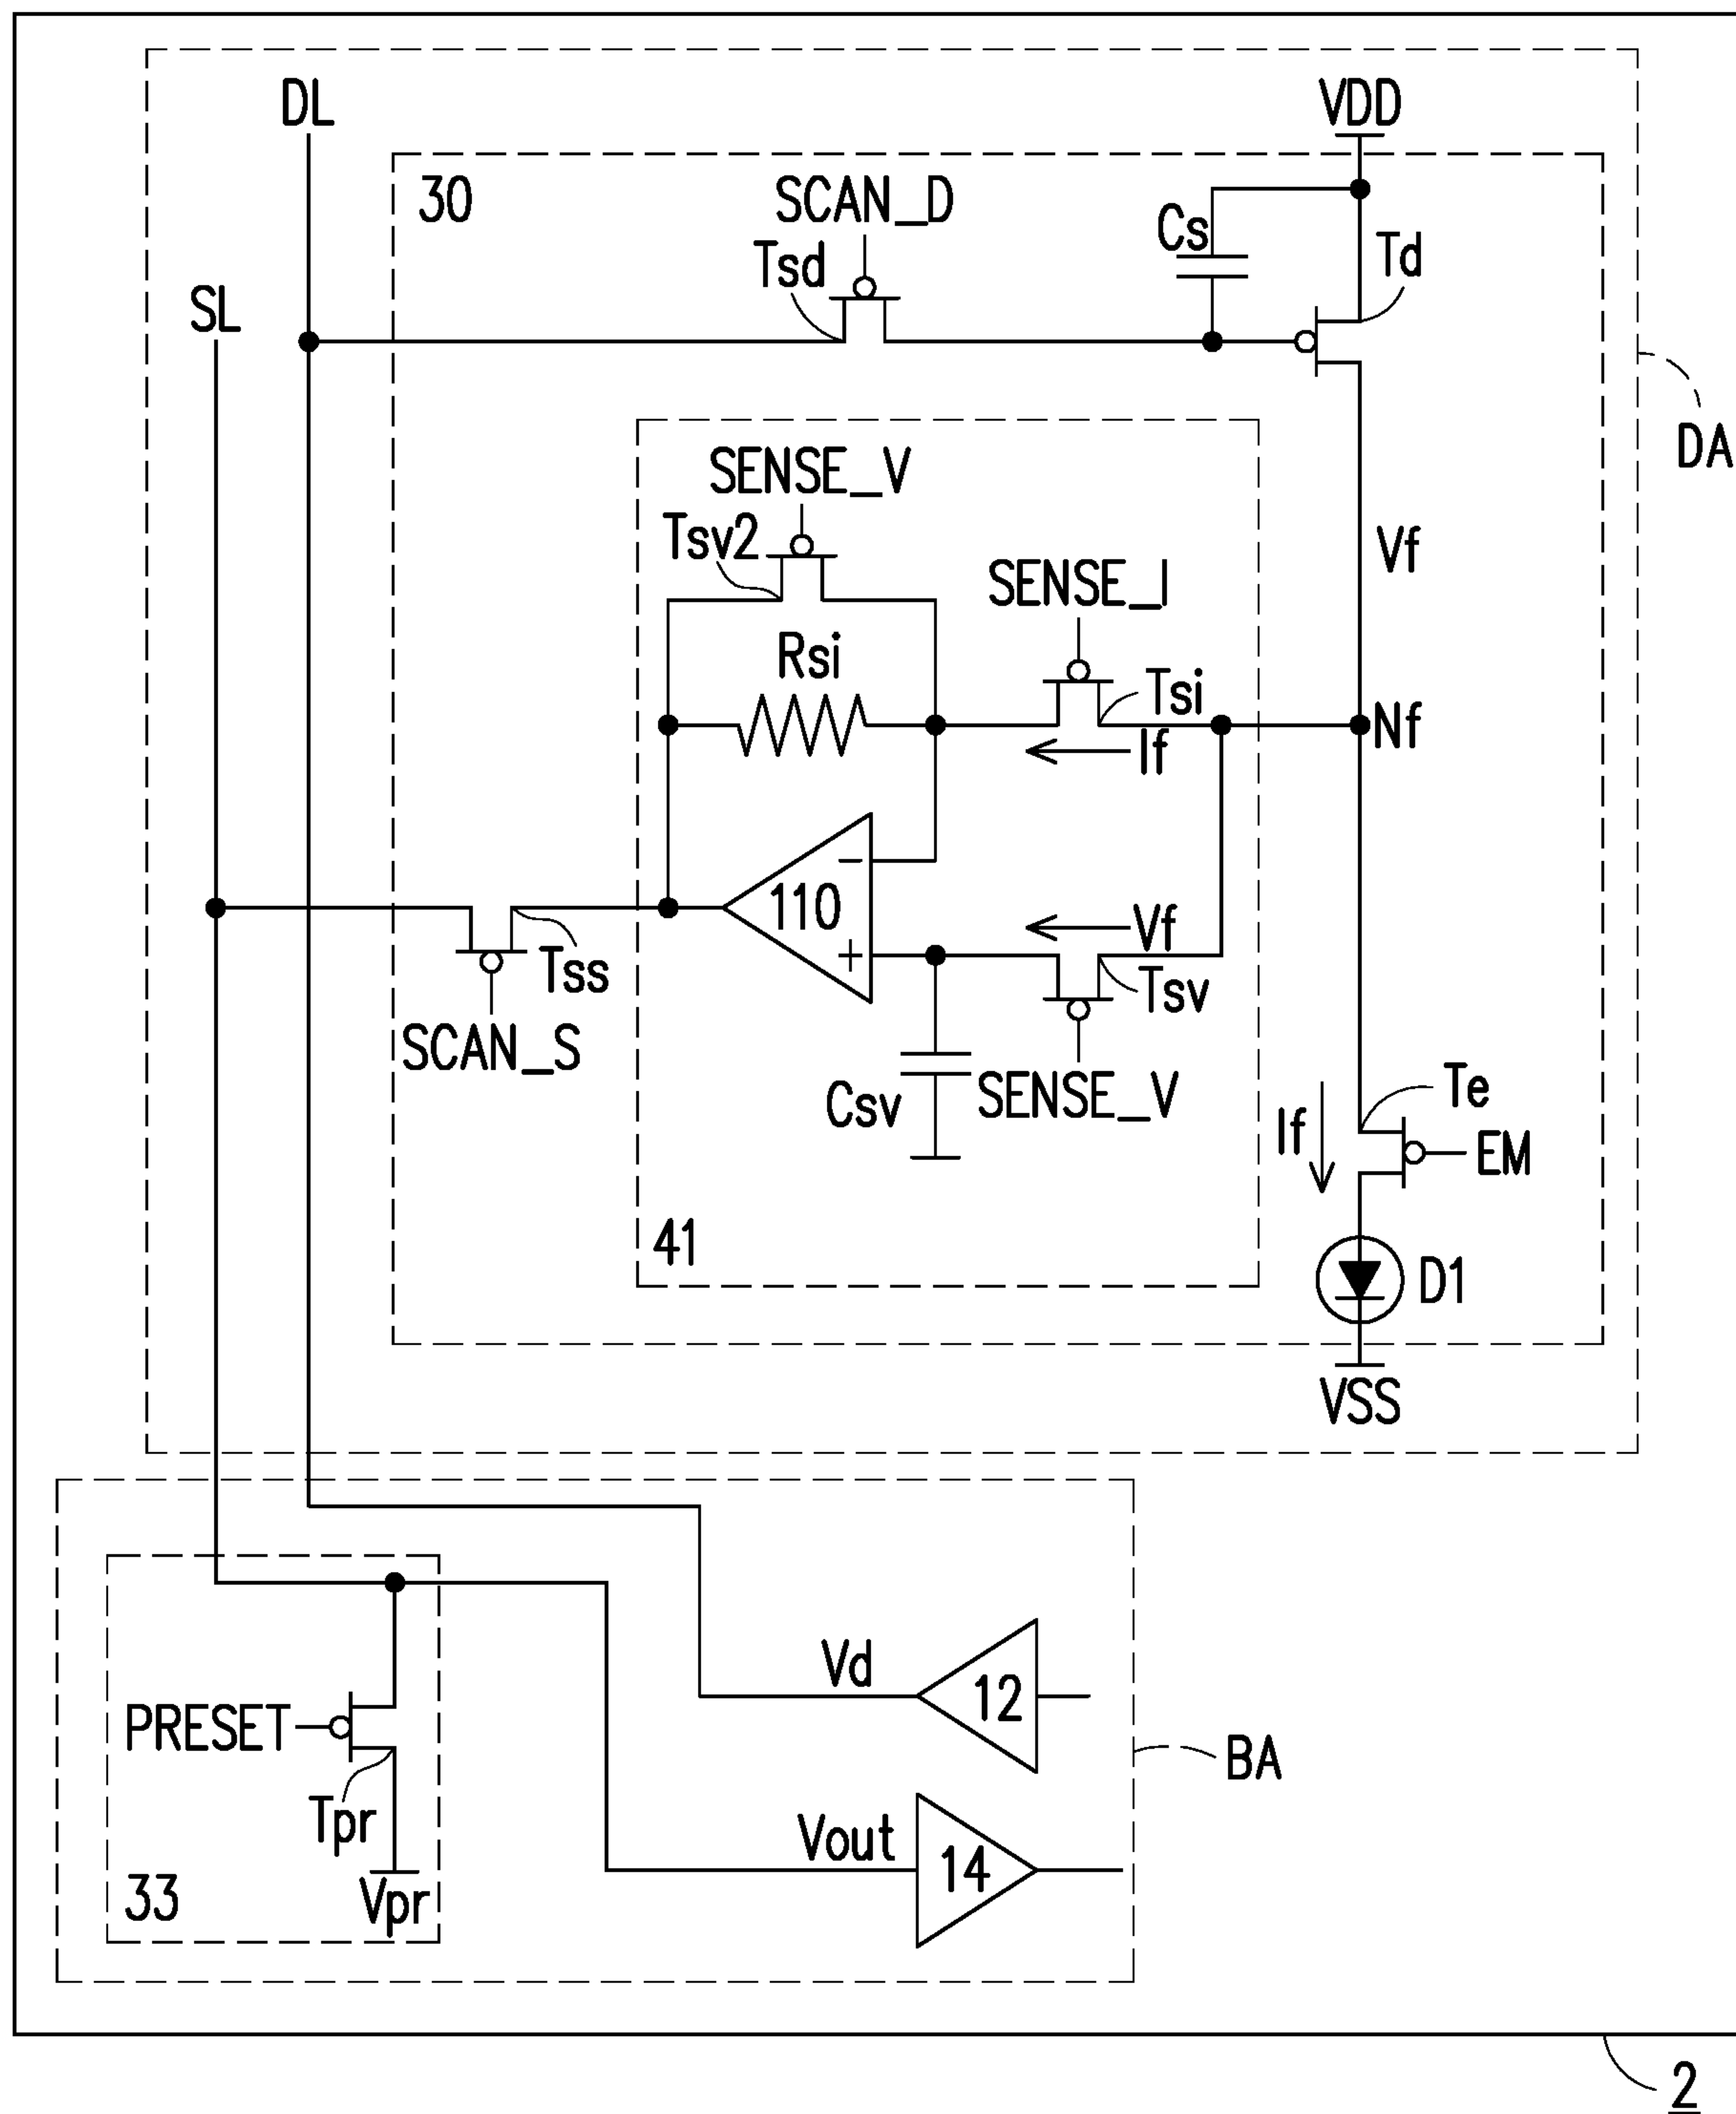 DL
VDD
30
SCAN_D
Cs
Td
Tsd
SL
DA
SENSE_V
Tsv2
Vf
SENSE_I
Rsi
Tsi
Nf
If
110
−
+
Vf
Tss
Tsv
SCAN_S
SENSE_V
Csv
Te
If
EM
41
D1
VSS
Vd
12
PRESET
BA
Tpr
Vout
14
33
Vpr
2